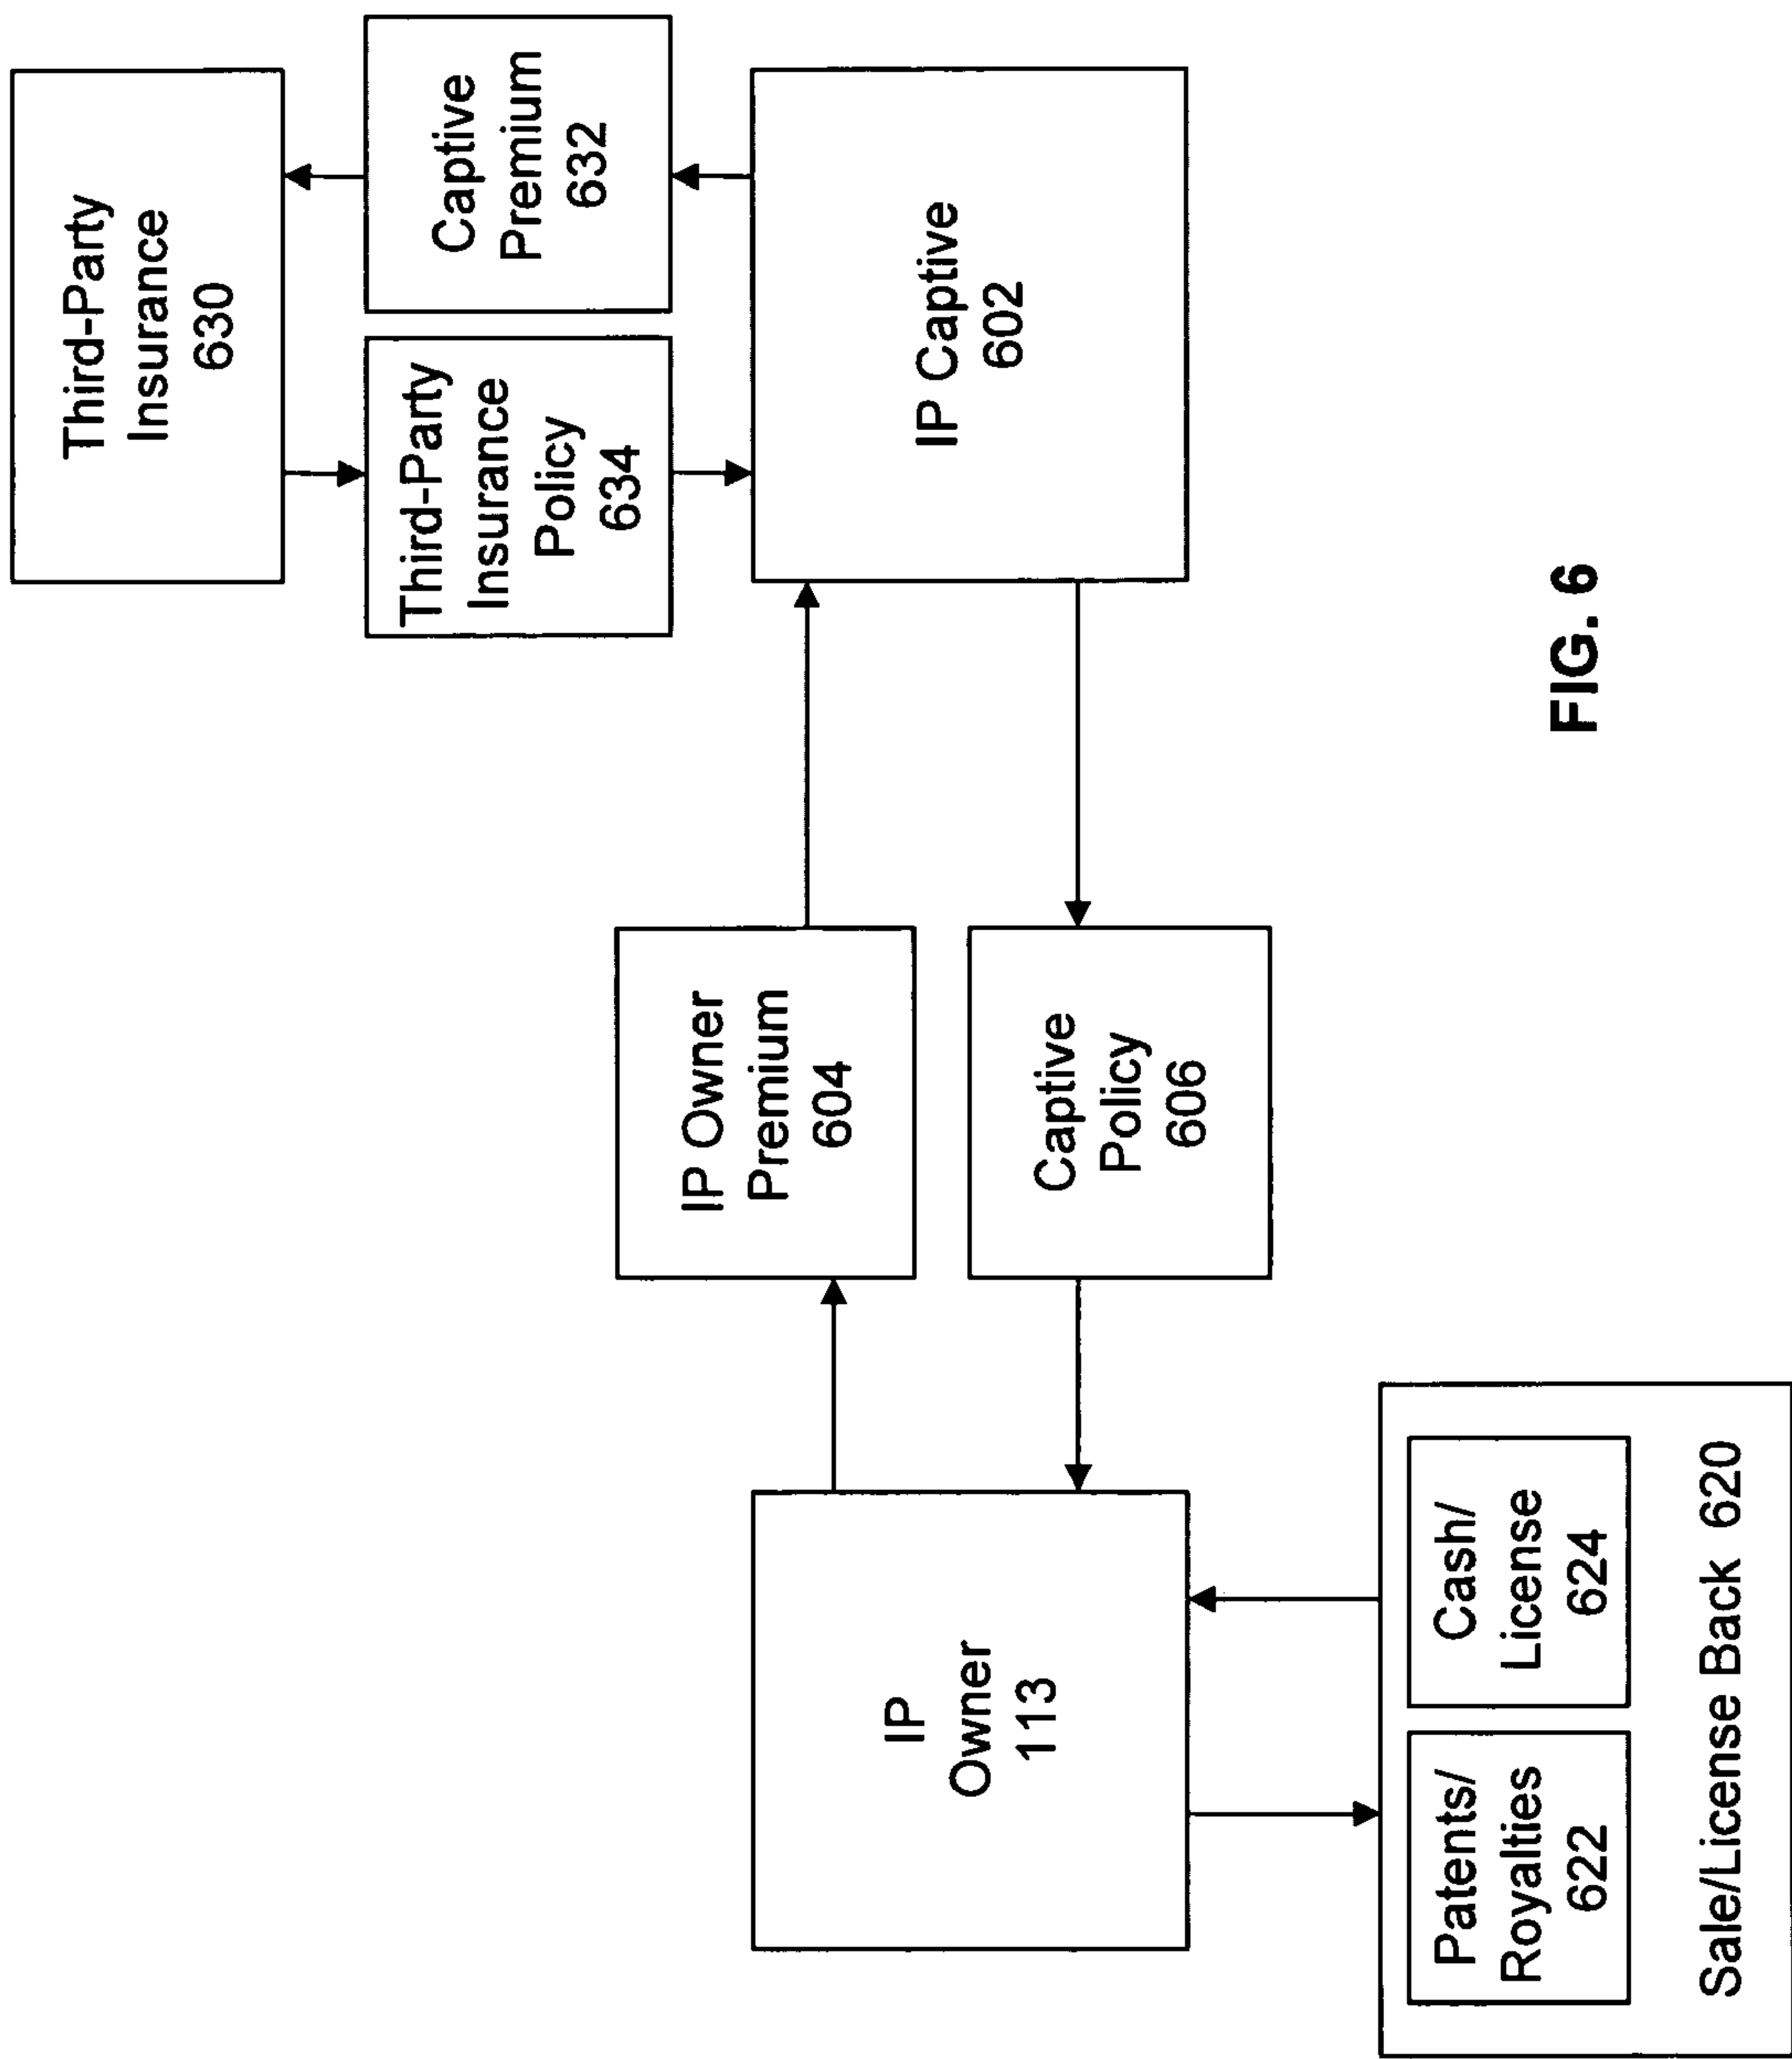 Third-Party
Insurance
630
Third-Party
Insurance
Policy
634
Captive
Premium
632
IP Owner
Premium
604
IP Captive
602
IP
Owner
113
Captive
Policy
606
Patents/
Royalties
622
Cash/
License
624
Sale/License Back 620
FIG. 6